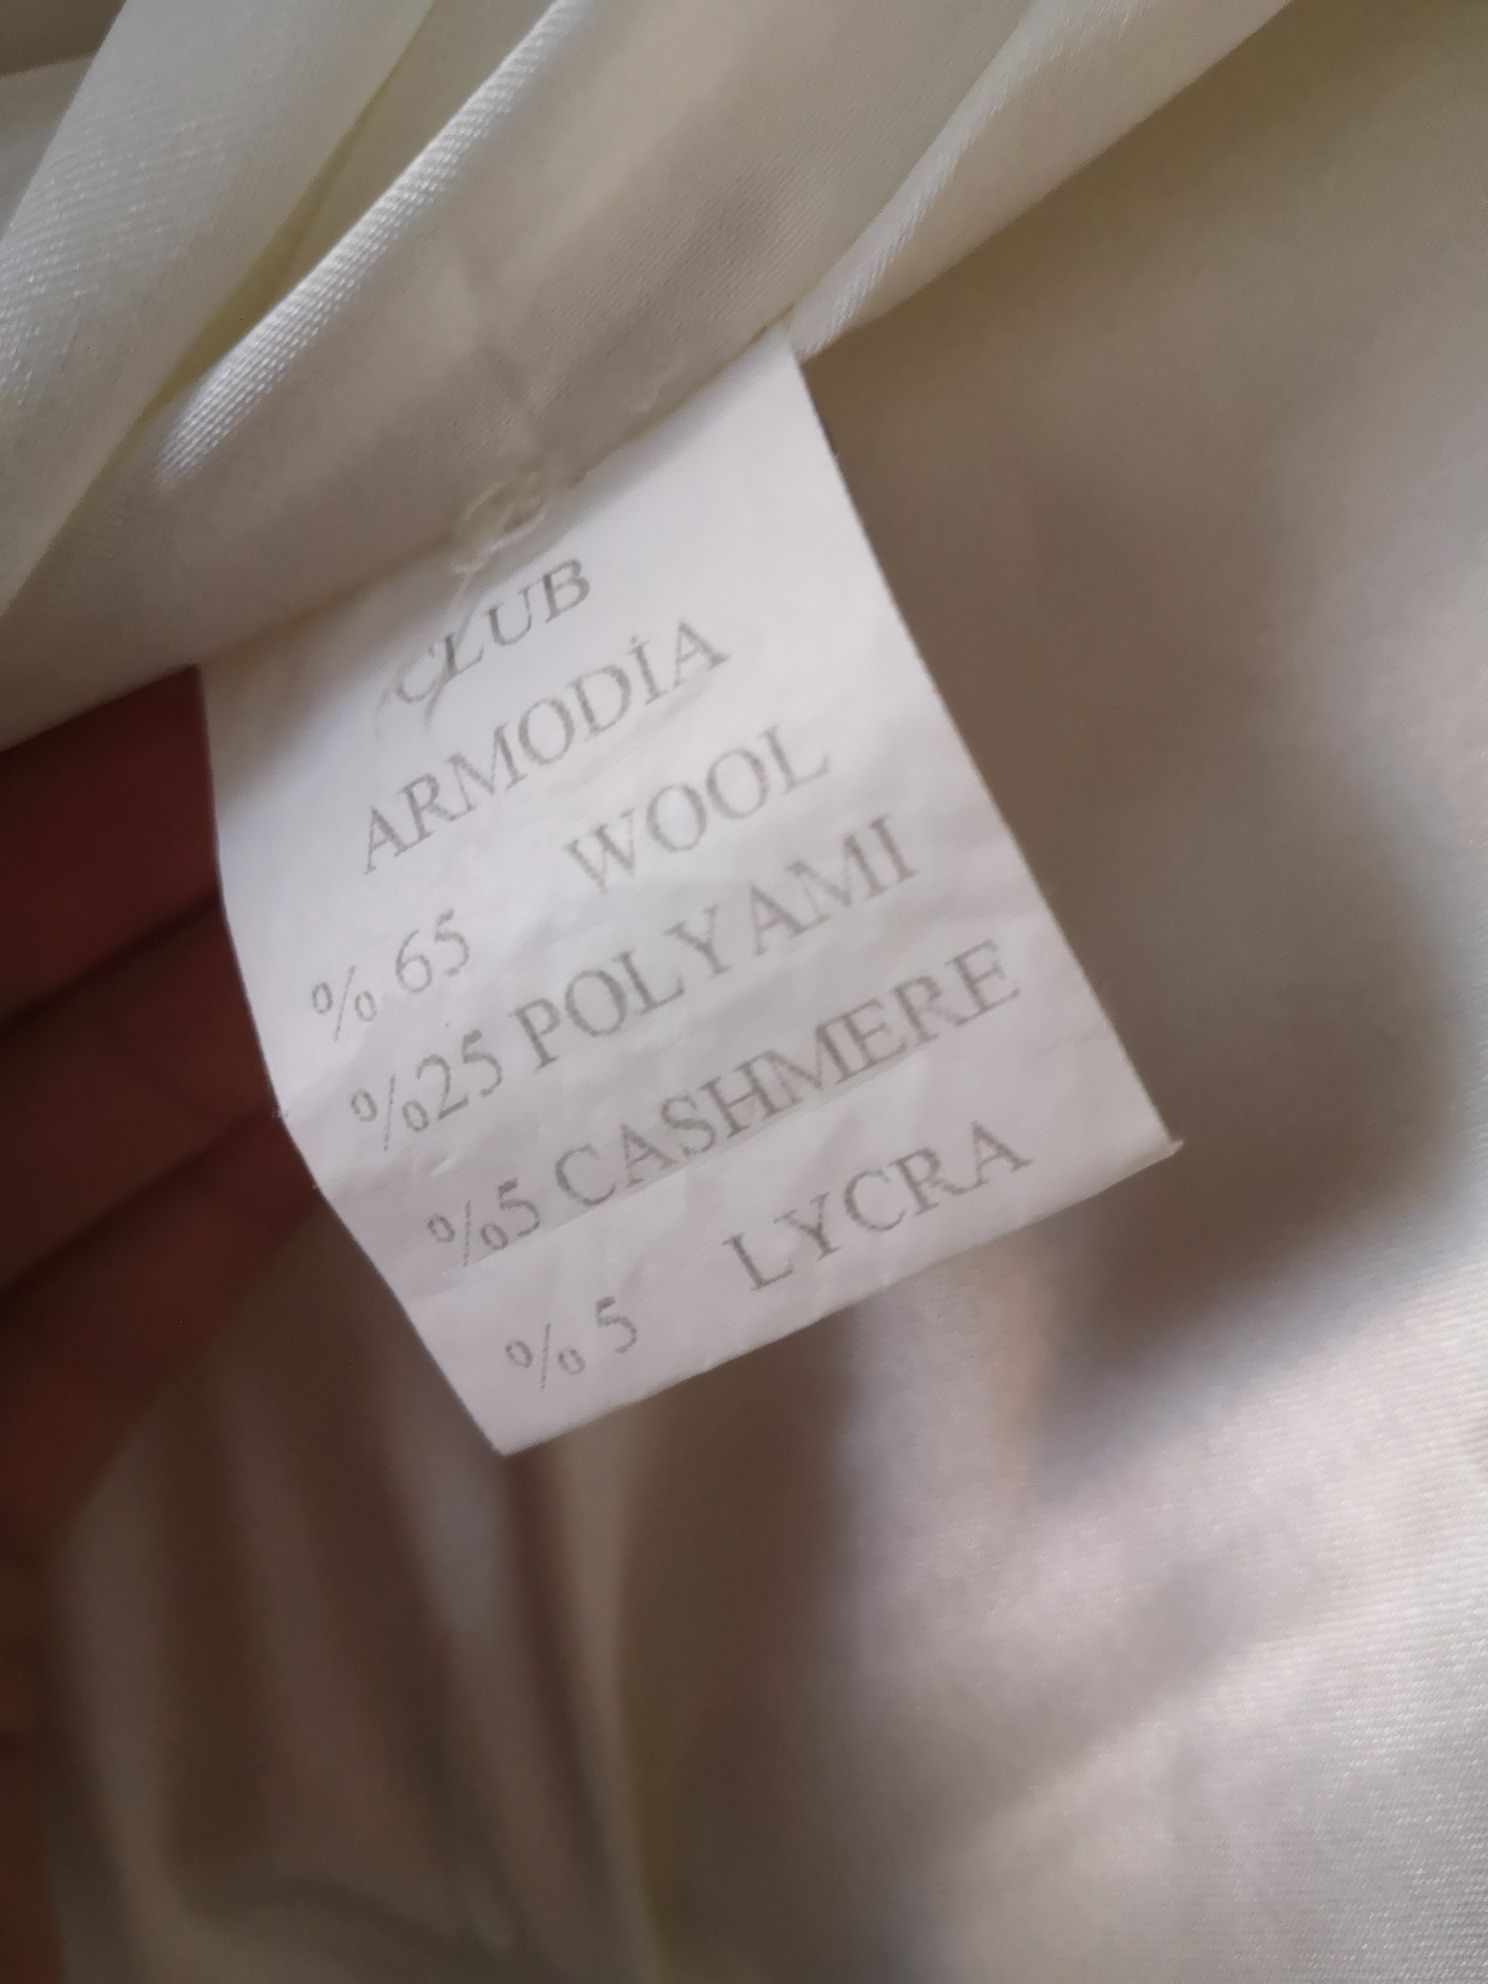 CLUB
ARMODİA
% 65 WOOL
%25 POLYAMI
%5 CASHMERE
% 5 LYCRA